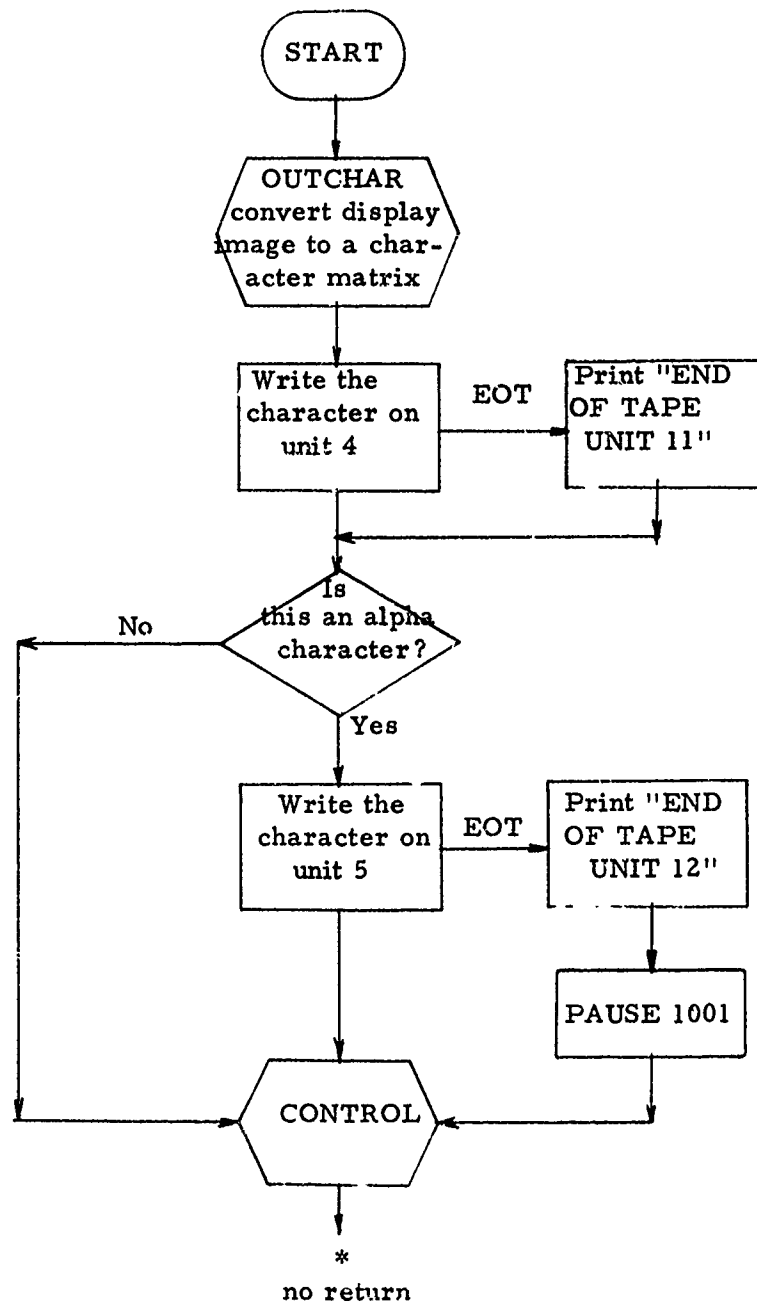 START
OUTCHAR
convert display
image to a char-
acter matrix
Write the
character on
unit 4
EOT
Print "END
OF TAPE
UNIT 11"
Is
this an alpha
character?
No
Yes
Write the
character on
unit 5
EOT
Print "END
OF TAPE
UNIT 12"
PAUSE 1001
CONTROL
*
no return